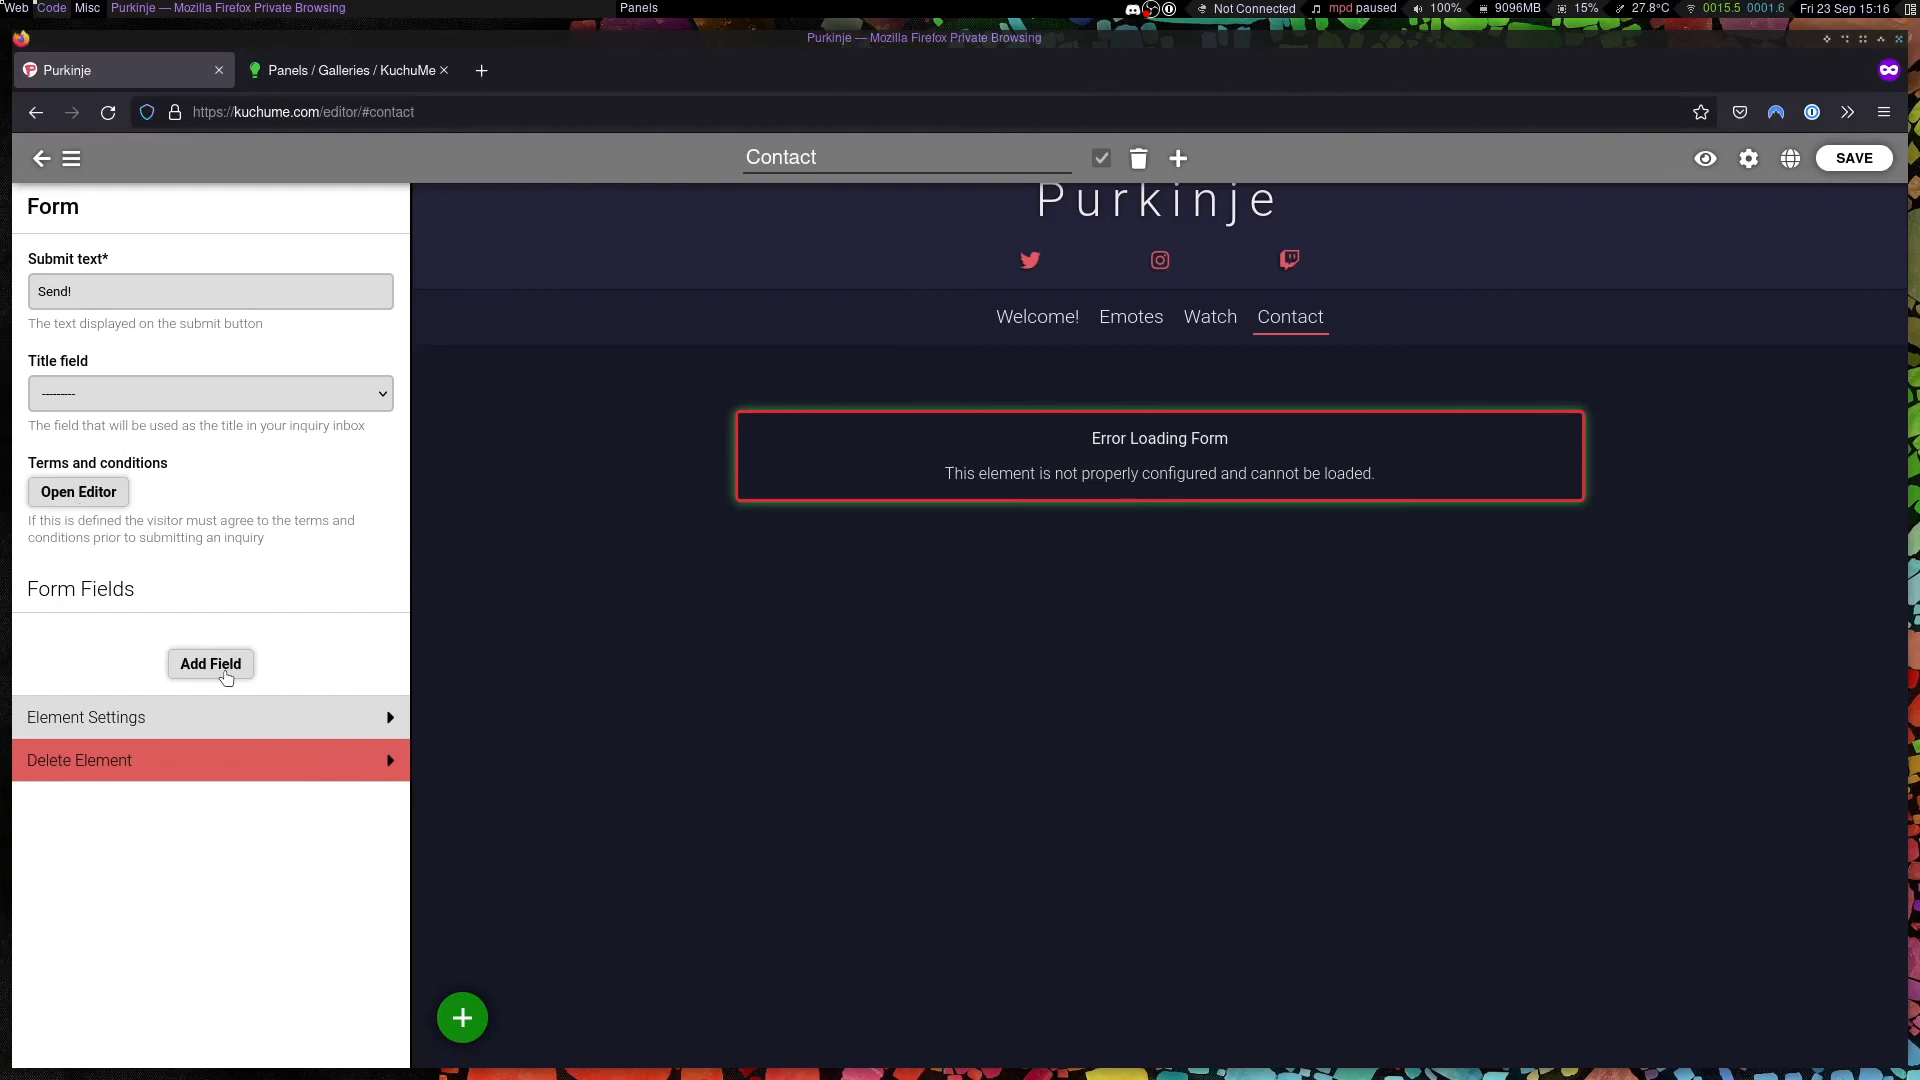 Web Code Misc Purkinje — Mozilla Firefox Private Browsing Panels Not Connected mpd paused 100% 9096MB 15% 27.8°C 0015.5 0001.6 Fri 23 Sep 15:16
Purkinje — Mozilla Firefox Private Browsing
Purkinje Panels / Galleries / KuchuMe
https://kuchume.com/editor/#contact
Contact SAVE
Form
Submit text*
Send!
The text displayed on the submit button
Title field
---------
The field that will be used as the title in your inquiry inbox
Terms and conditions
Open Editor
If this is defined the visitor must agree to the terms and
conditions prior to submitting an inquiry
Form Fields
Add Field
Element Settings
Delete Element
Purkinje
Welcome! Emotes Watch Contact
Error Loading Form
This element is not properly configured and cannot be loaded.